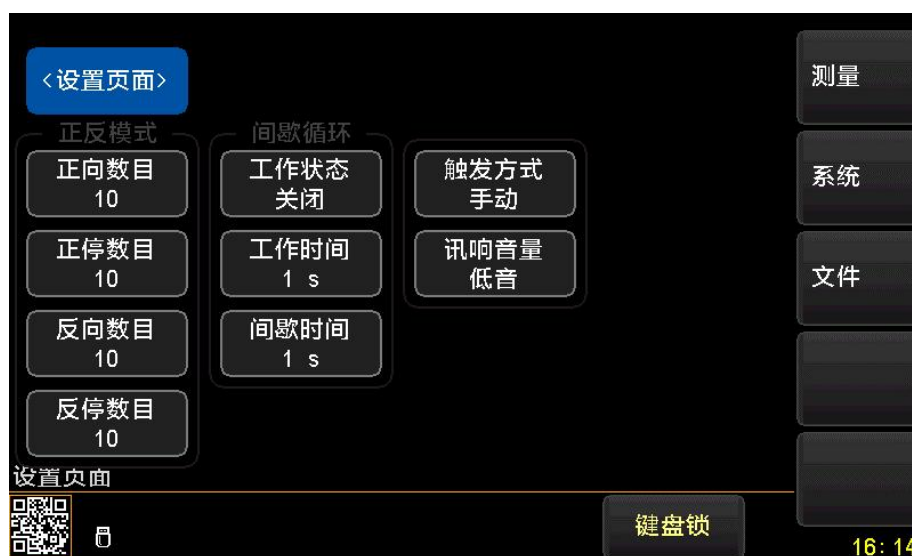 <设置页面>
正反模式
正向数目
10
正停数目
10
反向数目
10
反停数目
10
间歇循环
工作状态
关闭
工作时间
1 s
间歇时间
1 s
触发方式
手动
讯响音量
低音
测量
系统
文件
设置页面
键盘锁
16:14